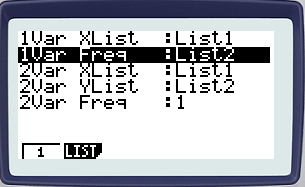 1Var XList :List1
1Var Freq :List2
2Var XList :List1
2Var YList :List2
2Var Freq :1
1 LIST